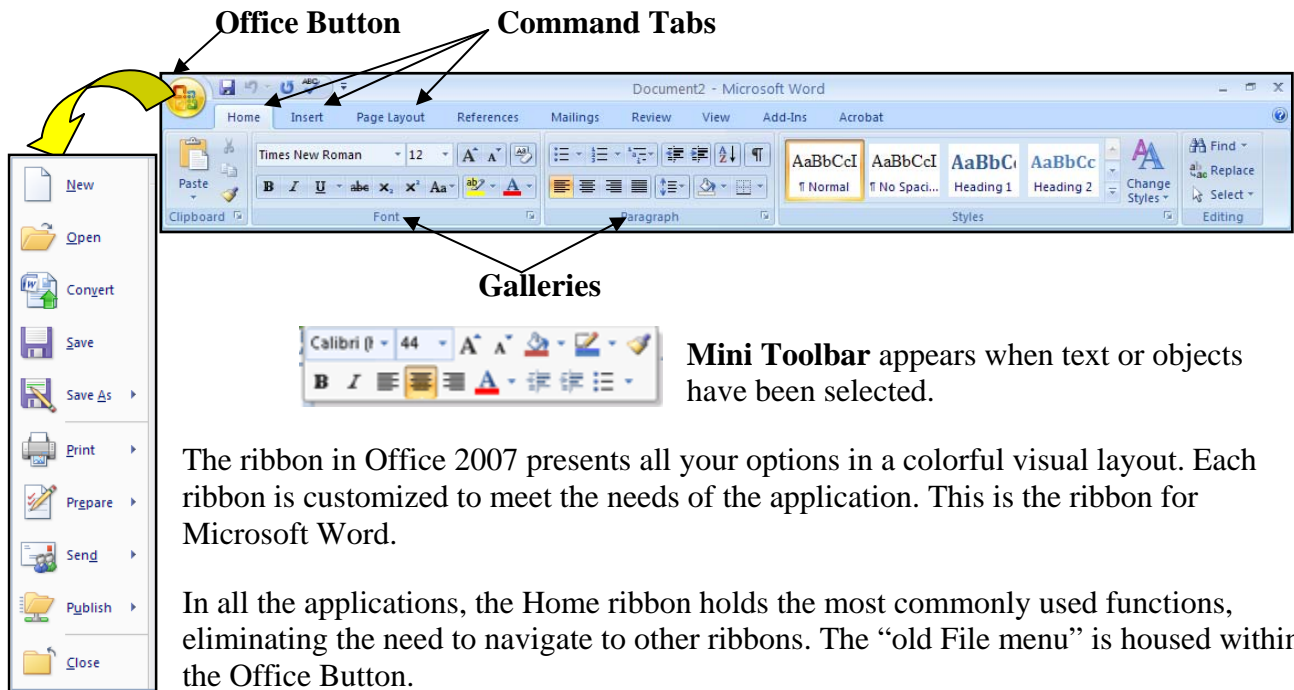 Office Button Command Tabs
Document2 - Microsoft Word
Home Insert Page Layout References Mailings Review View Add-Ins Acrobat
Times New Roman 12 A A Aa AaBbCcI AaBbCcI AaBbC AaBbCc A A Find
Paste B I U abc x₂ x² Aa ab A ¶ Normal ¶ No Spaci... Heading 1 Heading 2 Change Styles Replace
Select
Clipboard Font Paragraph Styles Editing
Galleries
New
Open
Convert
Save
Save As
Print
Prepare
Send
Publish
Close
Calibri (I 44 A A
B I A
Mini Toolbar appears when text or objects
have been selected.
The ribbon in Office 2007 presents all your options in a colorful visual layout. Each
ribbon is customized to meet the needs of the application. This is the ribbon for
Microsoft Word.
In all the applications, the Home ribbon holds the most commonly used functions,
eliminating the need to navigate to other ribbons. The “old File menu” is housed within
the Office Button.